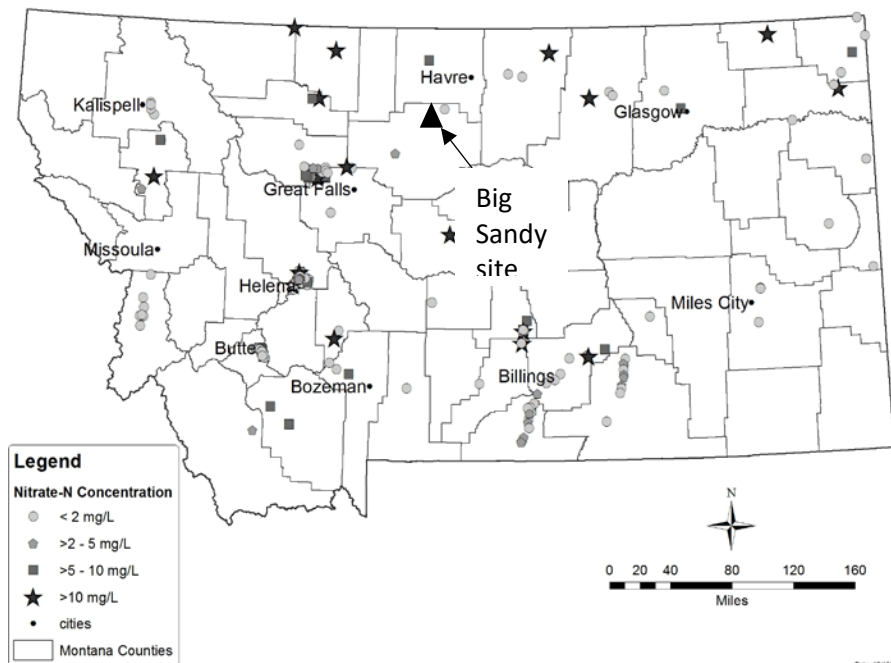 Havre
Kalispell
Glasgow
Great Falls
Big
Sandy
site
Missoula
Helena
Miles City
Butte
Billings
Bozeman
Legend
Nitrate-N Concentration
< 2 mg/L
>2 - 5 mg/L
>5 - 10 mg/L
>10 mg/L
cities
Montana Counties
N
0 20 40 80 120 160
Miles